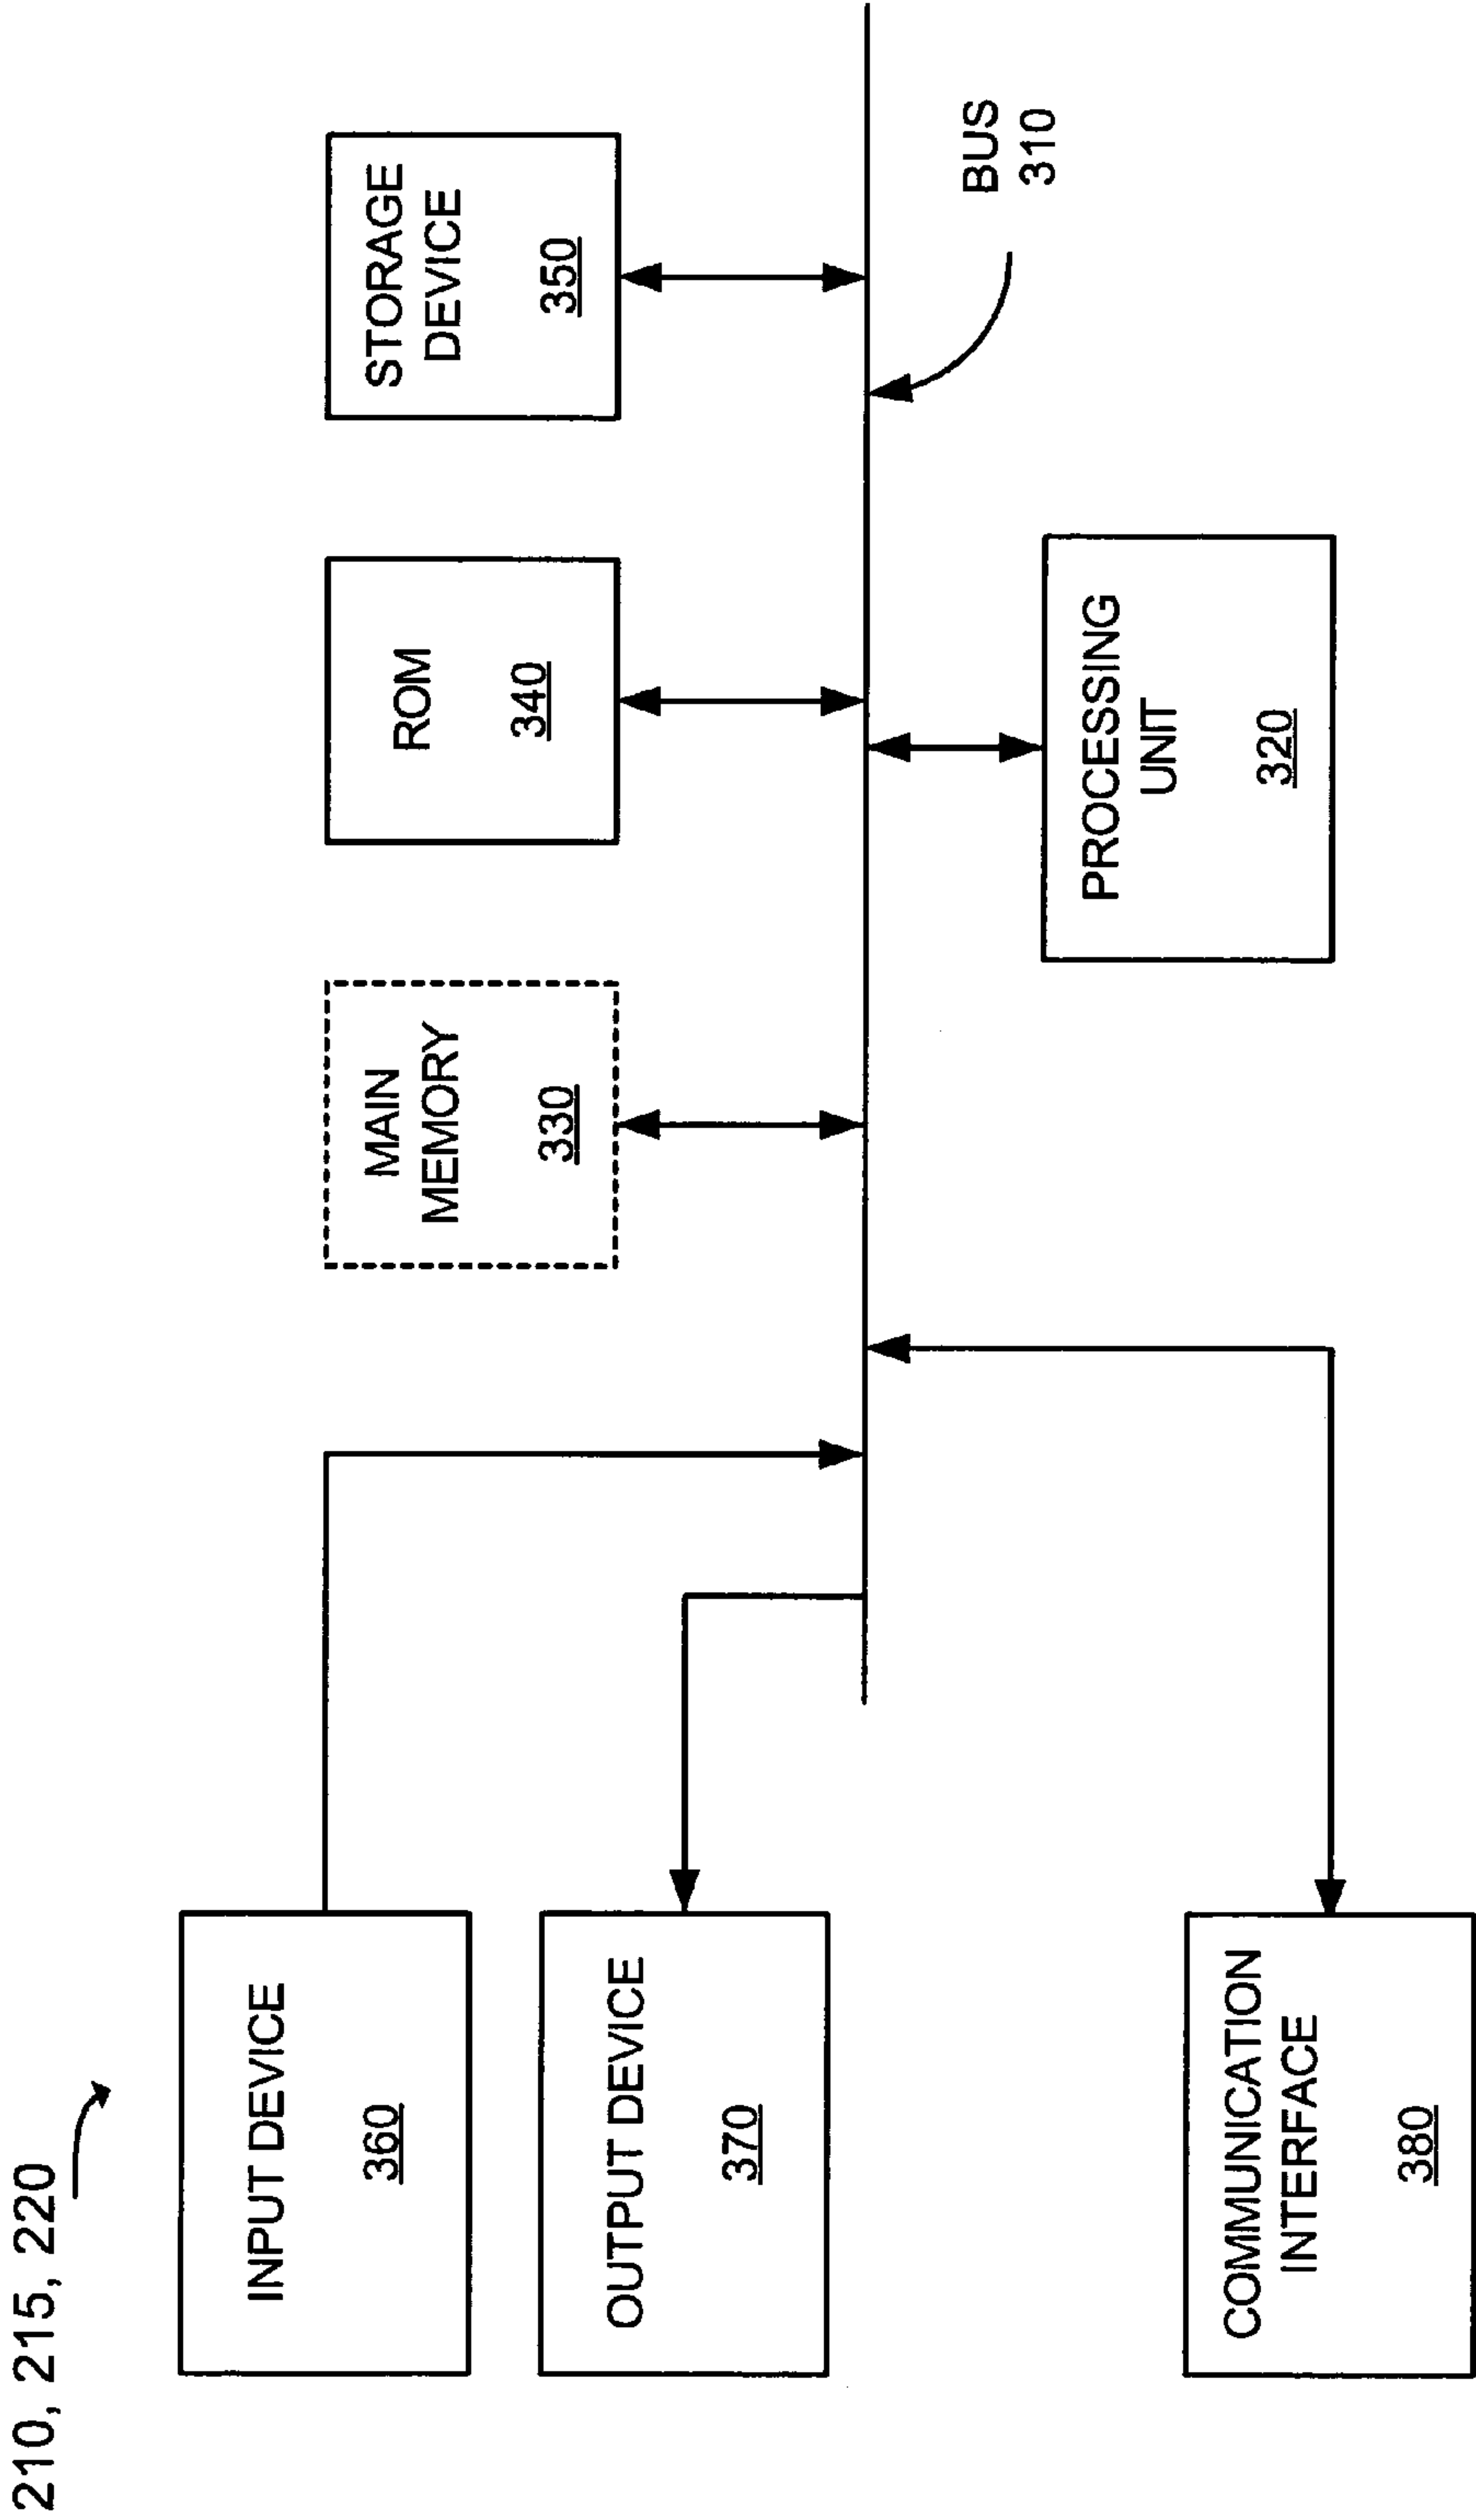 210, 215, 220
INPUT DEVICE
360
OUTPUT DEVICE
370
COMMUNICATION
INTERFACE
380
MAIN
MEMORY
330
ROM
340
STORAGE
DEVICE
350
PROCESSING
UNIT
320
BUS
310